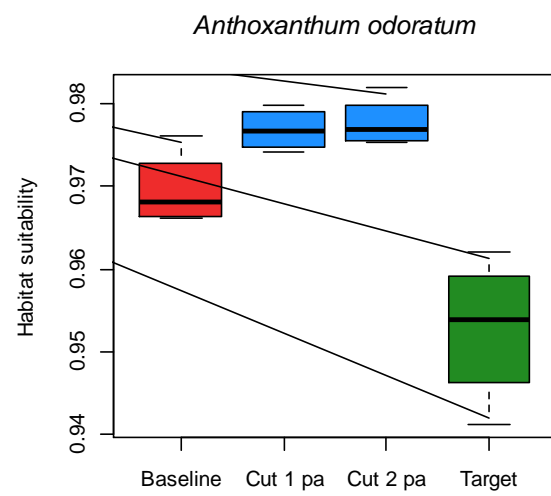 Anthoxanthum odoratum
Habitat suitability
0.98
0.97
0.96
0.95
0.94
Baseline Cut 1 pa Cut 2 pa Target